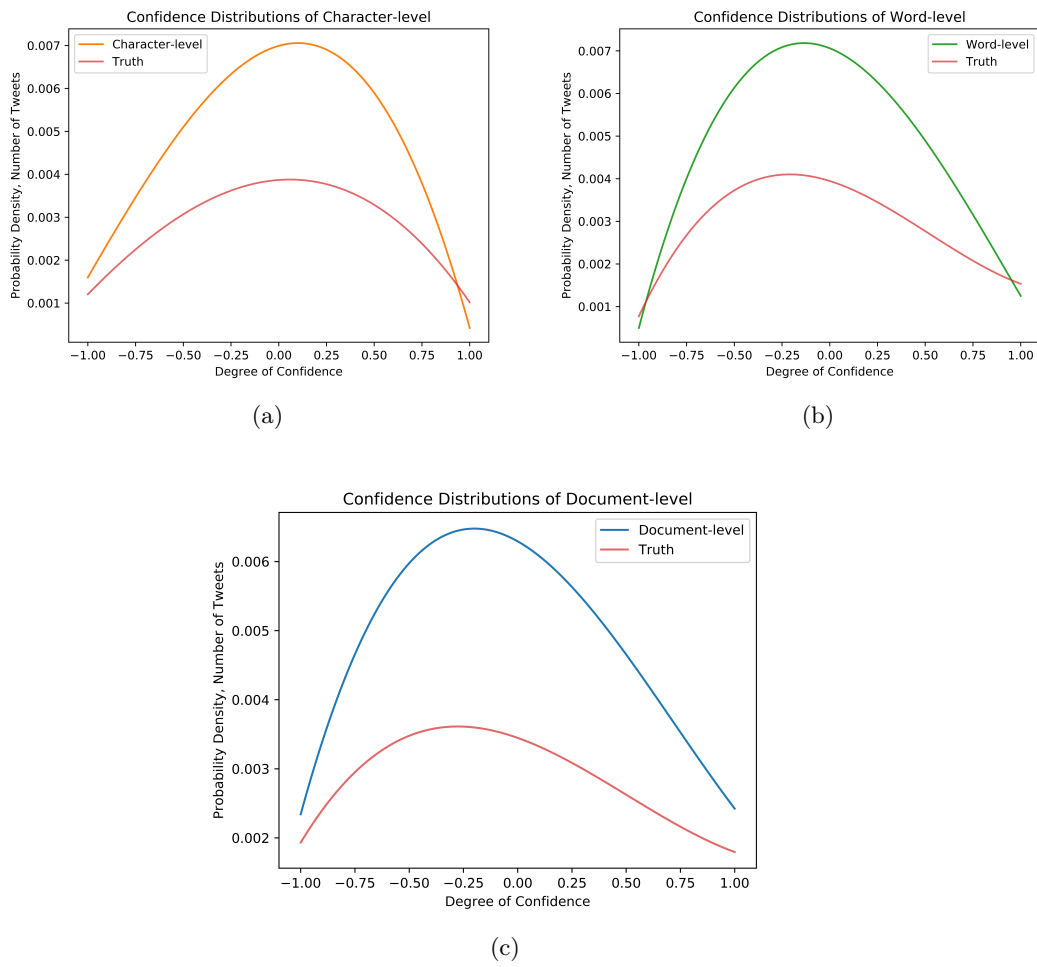 Confidence Distributions of Character-level
Character-level
Truth
Probability Density, Number of Tweets
0.007
0.006
0.005
0.004
0.003
0.002
0.001
−1.00 −0.75 −0.50 −0.25 0.00 0.25 0.50 0.75 1.00
Degree of Confidence
(a)
Confidence Distributions of Word-level
Word-level
Truth
Probability Density, Number of Tweets
0.007
0.006
0.005
0.004
0.003
0.002
0.001
−1.00 −0.75 −0.50 −0.25 0.00 0.25 0.50 0.75 1.00
Degree of Confidence
(b)
Confidence Distributions of Document-level
Document-level
Truth
Probability Density, Number of Tweets
0.006
0.005
0.004
0.003
0.002
−1.00 −0.75 −0.50 −0.25 0.00 0.25 0.50 0.75 1.00
Degree of Confidence
(c)